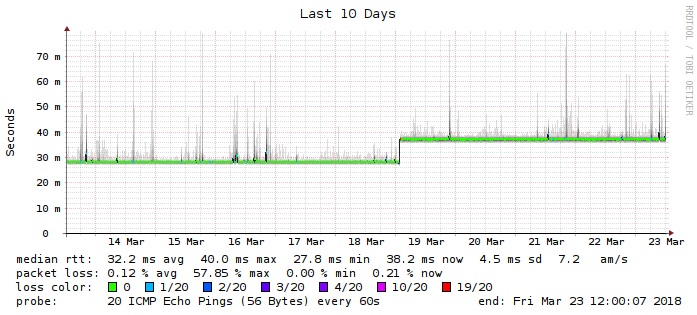 Last 10 Days
RRDTOOL / TOBI OETIKER
Seconds
70 m
60 m
50 m
40 m
30 m
20 m
10 m
0
14 Mar 15 Mar 16 Mar 17 Mar 18 Mar 19 Mar 20 Mar 21 Mar 22 Mar 23 Mar
median rtt: 32.2 ms avg 40.0 ms max 27.8 ms min 38.2 ms now 4.5 ms sd 7.2 am/s
packet loss: 0.12 % avg 57.85 % max 0.00 % min 0.21 % now
loss color: 0 1/20 2/20 3/20 4/20 10/20 19/20
probe: 20 ICMP Echo Pings (56 Bytes) every 60s end: Fri Mar 23 12:00:07 2018